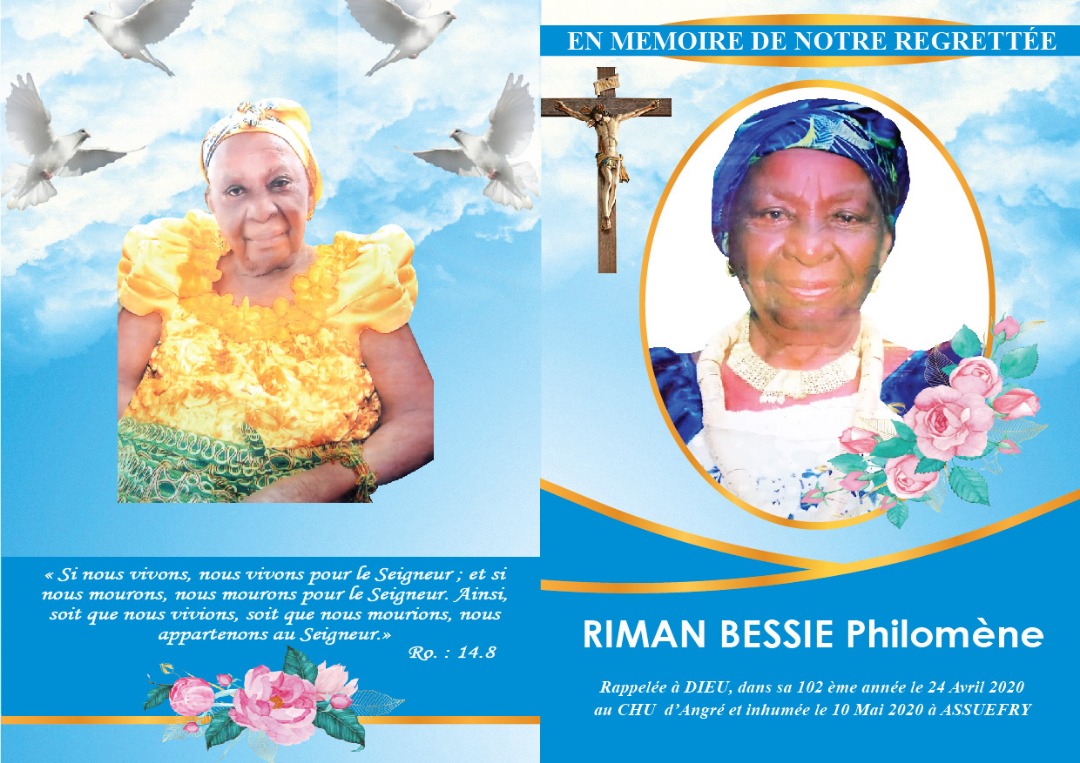 « Si nous vivons, nous vivons pour le Seigneur ; et si
nous mourons, nous mourons pour le Seigneur. Ainsi,
soit que nous vivions, soit que nous mourions, nous
appartenons au Seigneur.»
Ro. : 14.8
EN MEMOIRE DE NOTRE REGRETTÉE
INRI
RIMAN BESSIE Philomène
Rappelée à DIEU, dans sa 102 ème année le 24 Avril 2020
au CHU d'Angré et inhumée le 10 Mai 2020 à ASSUEFRY